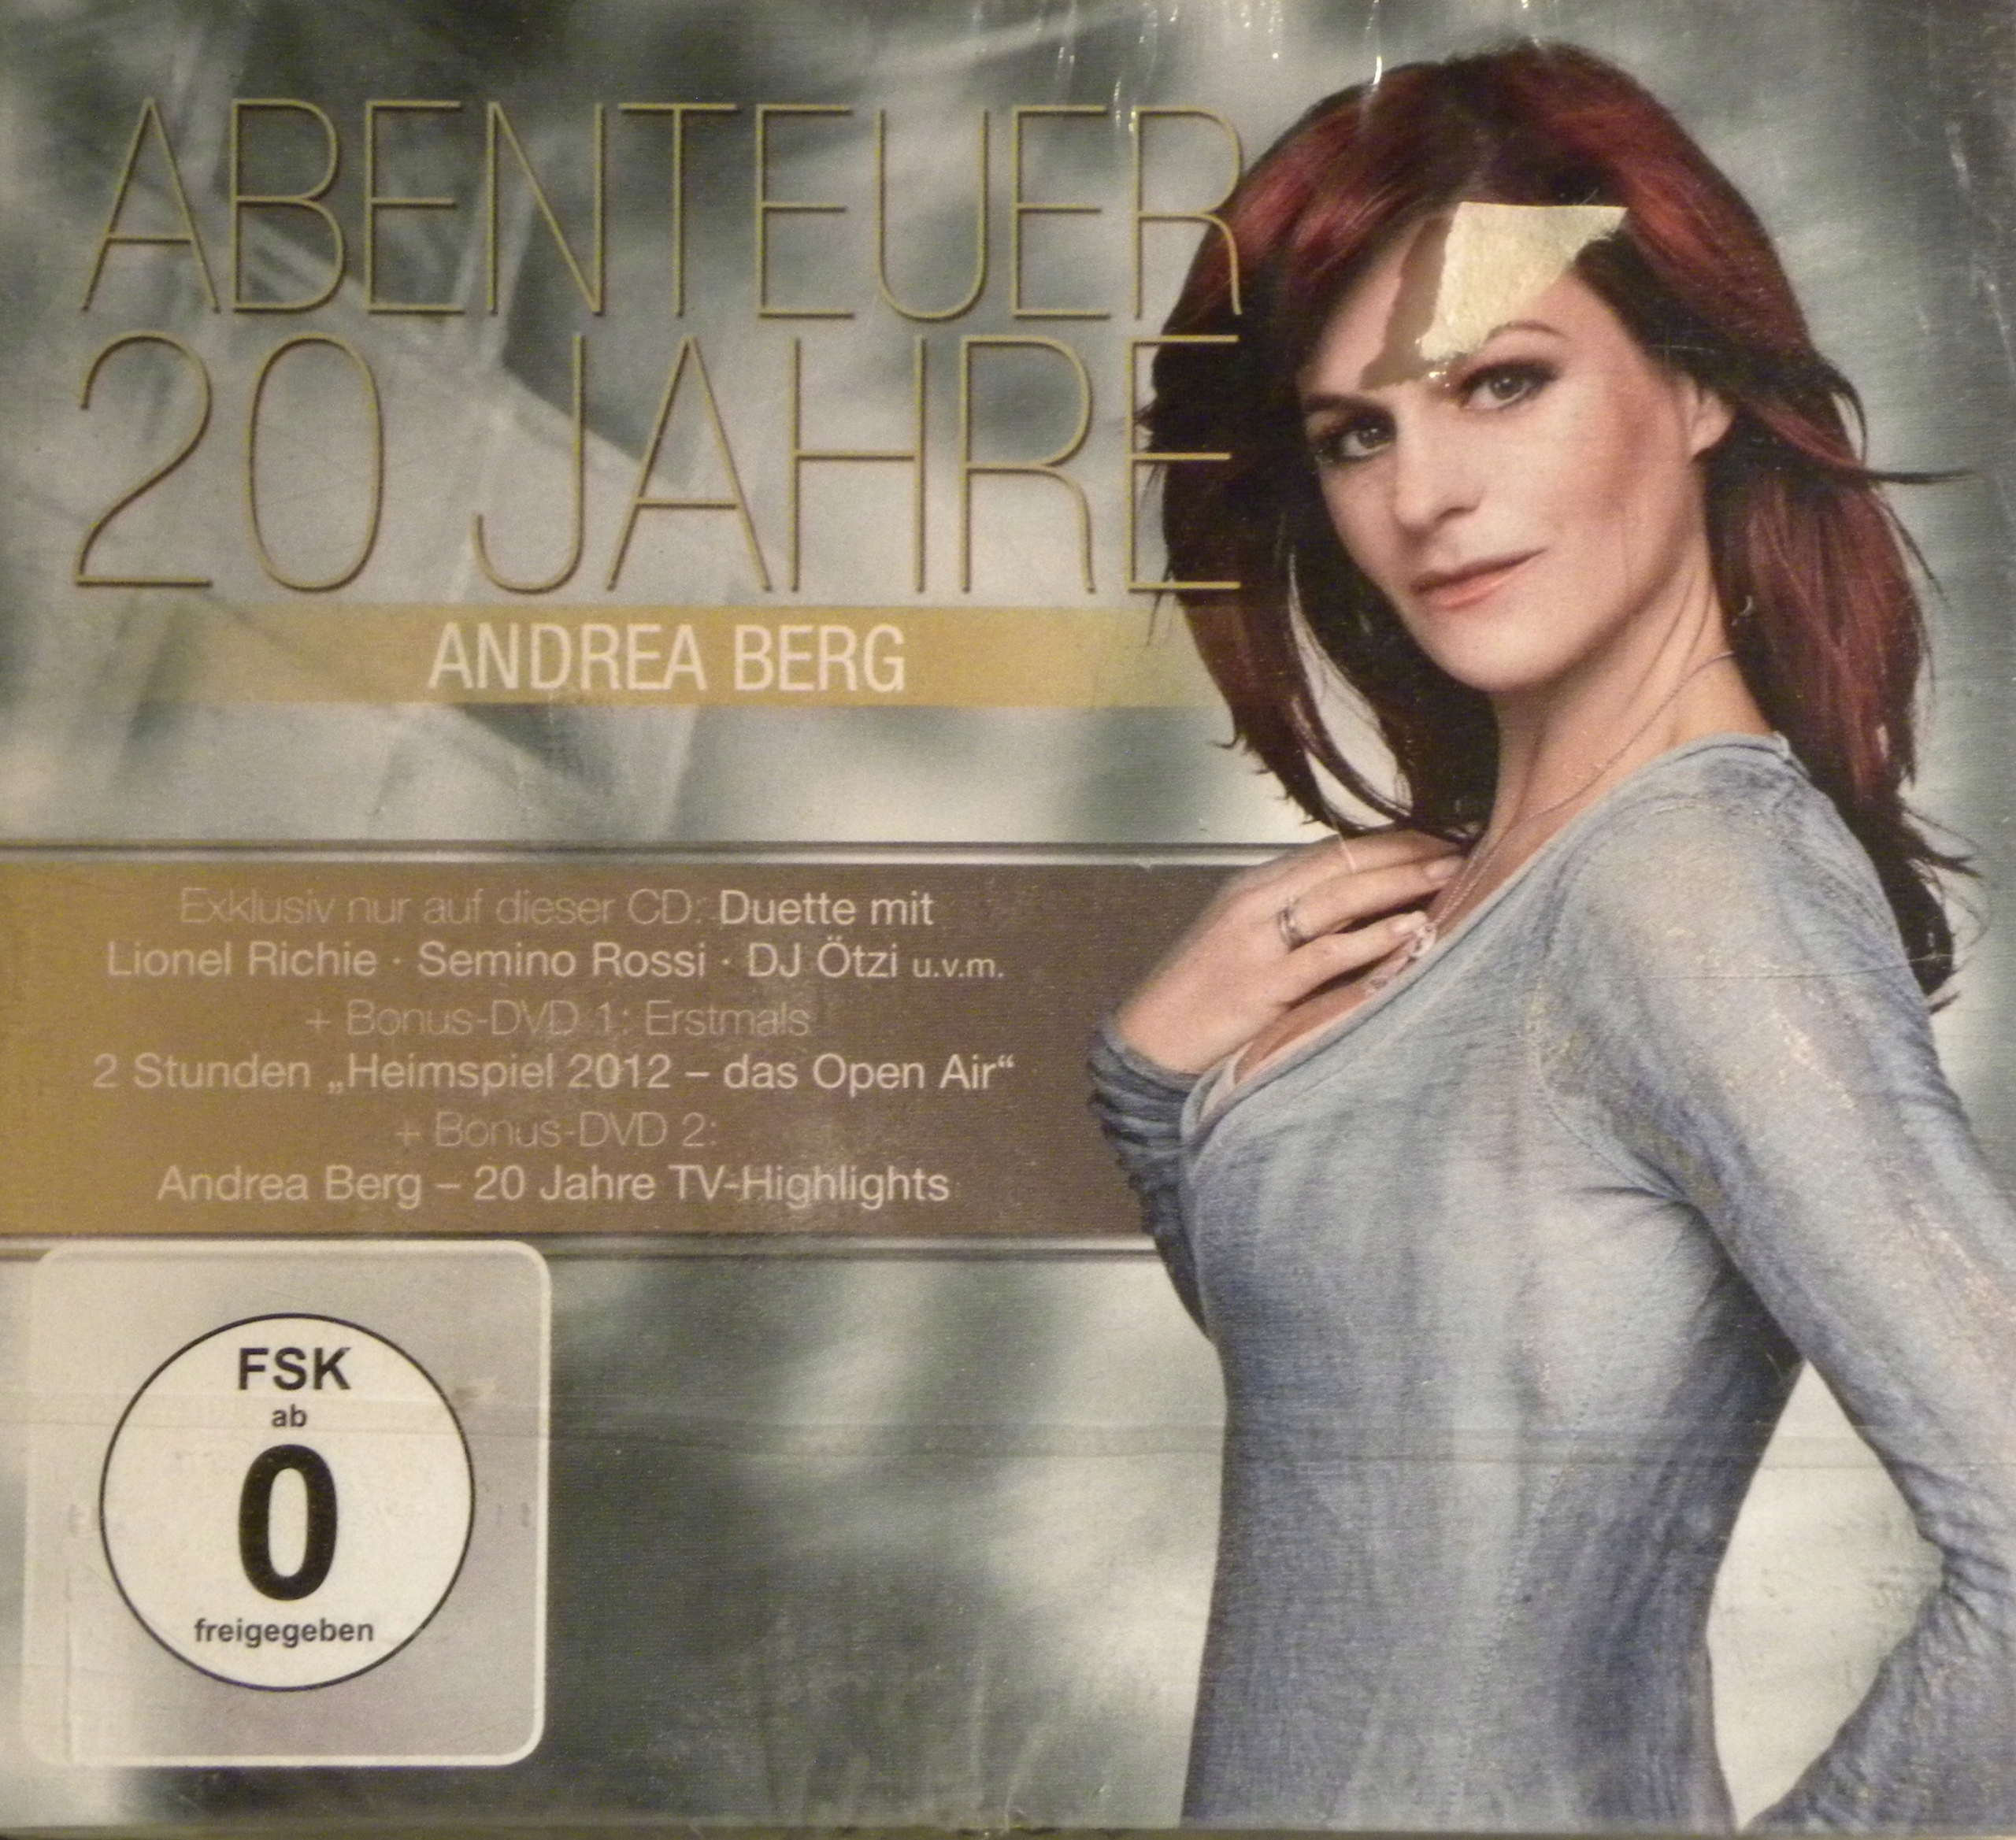 ABENTEUER
20 JAHRE
ANDREA BERG
Exklusiv nur auf dieser CD: Duette mit
Lionel Richie · Semino Rossi · DJ Ötzi u.v.m.
+ Bonus-DVD 1: Erstmals
2 Stunden „Heimspiel 2012 – das Open Air“
+ Bonus-DVD 2:
Andrea Berg – 20 Jahre TV-Highlights
FSK
ab
0
freigegeben